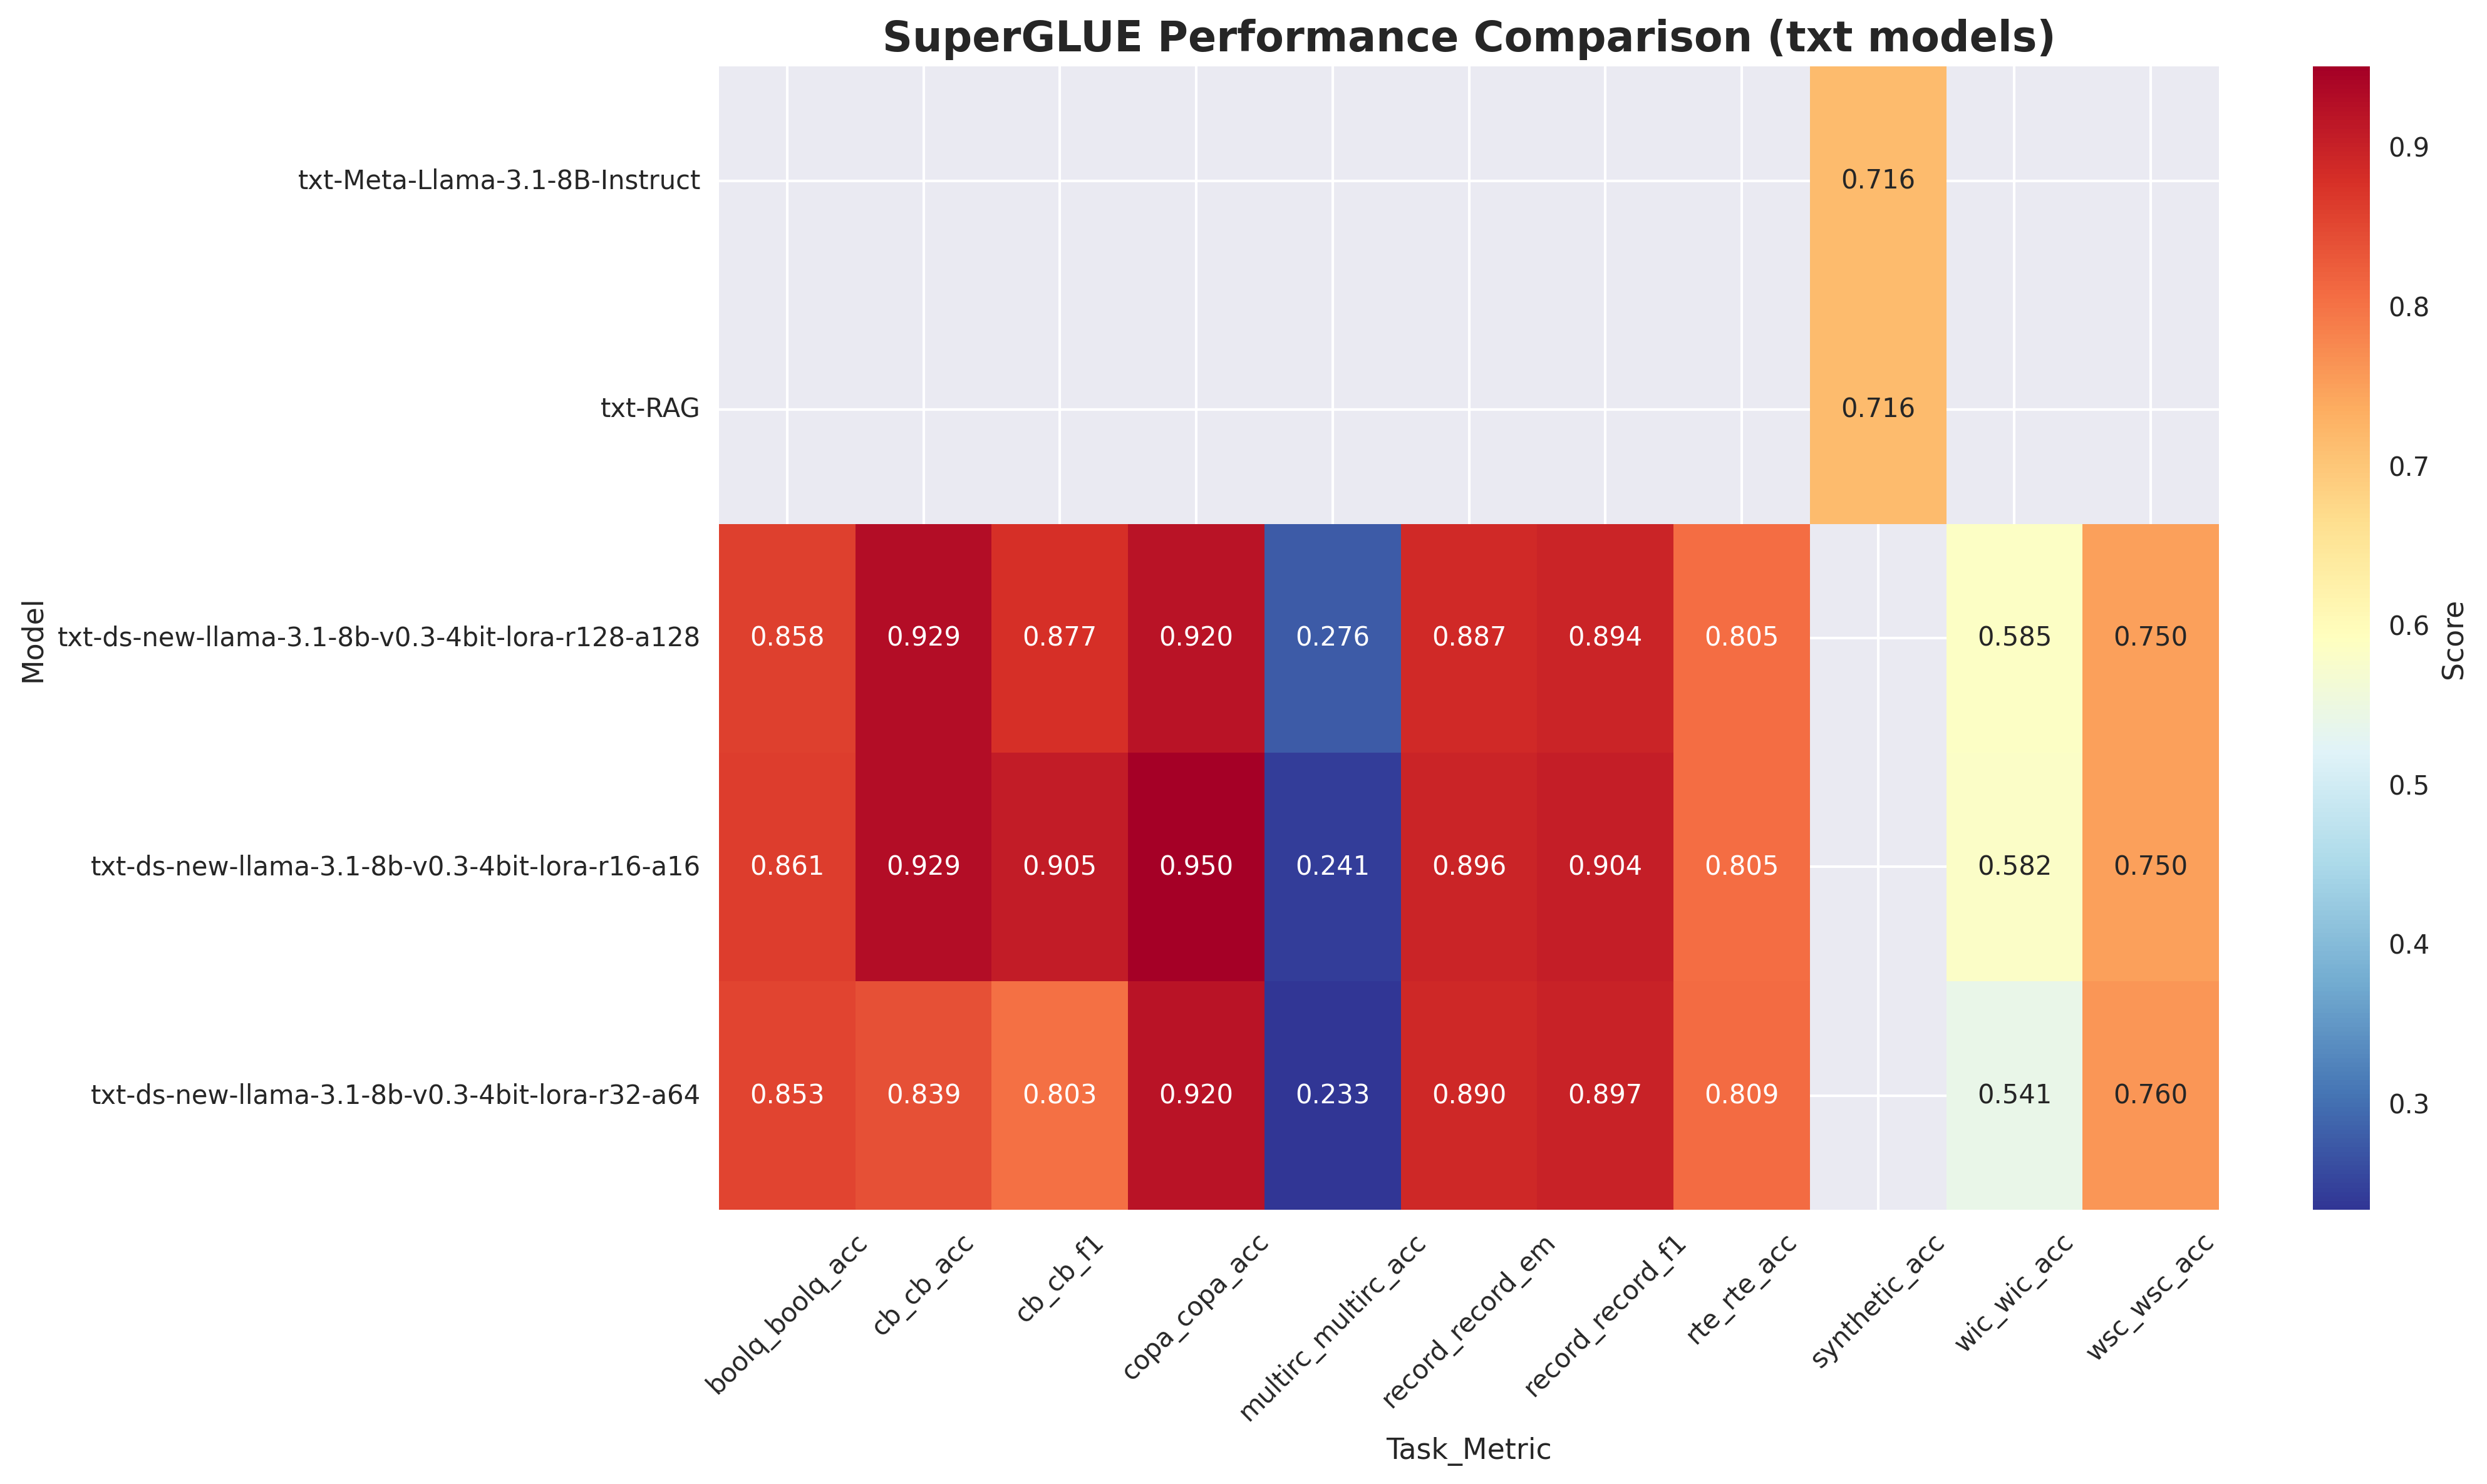 SuperGLUE Performance Comparison (txt models)
txt-Meta-Llama-3.1-8B-Instruct
0.716
txt-RAG
0.716
txt-ds-new-llama-3.1-8b-v0.3-4bit-lora-r128-a128
0.858 0.929 0.877 0.920 0.276 0.887 0.894 0.805 0.585 0.750
txt-ds-new-llama-3.1-8b-v0.3-4bit-lora-r16-a16
0.861 0.929 0.905 0.950 0.241 0.896 0.904 0.805 0.582 0.750
txt-ds-new-llama-3.1-8b-v0.3-4bit-lora-r32-a64
0.853 0.839 0.803 0.920 0.233 0.890 0.897 0.809 0.541 0.760
Model
boolq_boolq_acc
cb_cb_acc
cb_cb_f1
copa_copa_acc
multirc_multirc_acc
record_record_em
record_record_f1
rte_rte_acc
synthetic_acc
wic_wic_acc
wsc_wsc_acc
Task_Metric
0.9
0.8
0.7
0.6
0.5
0.4
0.3
Score